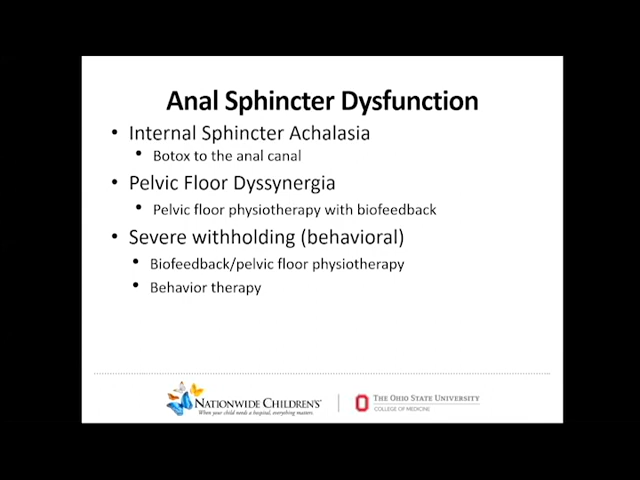 Anal Sphincter Dysfunction
• Internal Sphincter Achalasia
• Botox to the anal canal
• Pelvic Floor Dyssynergia
• Pelvic floor physiotherapy with biofeedback
• Severe withholding (behavioral)
• Biofeedback/pelvic floor physiotherapy
• Behavior therapy
NATIONWIDE CHILDREN'S
When your child needs a hospital, everything matters.
THE OHIO STATE UNIVERSITY
COLLEGE OF MEDICINE